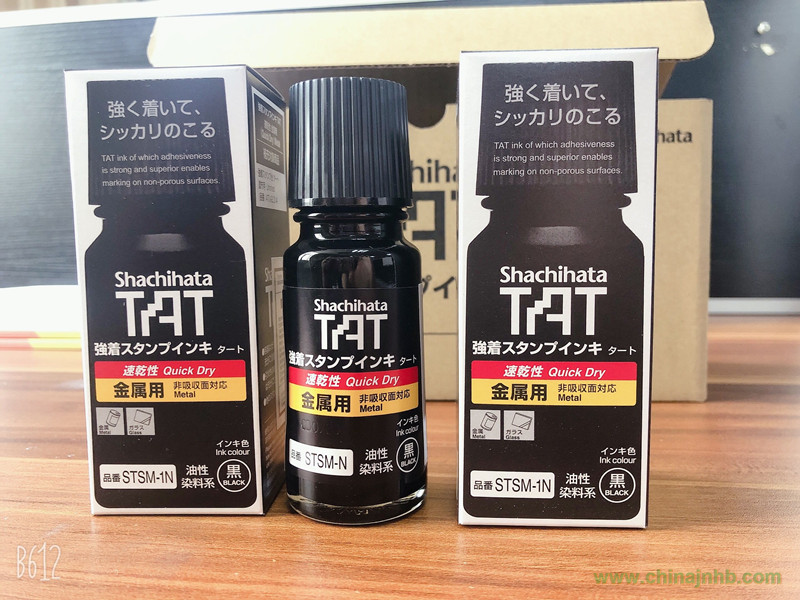 強く着いて、
シッカリのこる
TAT ink of which adhesiveness
is strong and superior enables
marking on non-porous surfaces.
Shachihata
TAT
強着スタンプインキ タート
速乾性 Quick Dry
金属用 非吸収面対応
Metal
金属
Metal
ガラス
Glass
インキ色
Ink colour
品番 STSM-1N
油性
染料系
黒
BLACK
Shachihata
TAT
強着スタンプインキ タート
速乾性 Quick Dry
金属用 非吸収面対応
Metal
インキ色
Ink colour
品番 STSM-N
油性
染料系
黒
BLACK
強く着いて、
シッカリのこる
TAT ink of which adhesiveness
is strong and superior enables
marking on non-porous surfaces.
Shachihata
TAT
強着スタンプインキ タート
速乾性 Quick Dry
金属用 非吸収面対応
Metal
金属
Metal
ガラス
Glass
インキ色
Ink colour
品番 STSM-1N
油性
染料系
黒
BLACK
B612
www.chinajnhb.com